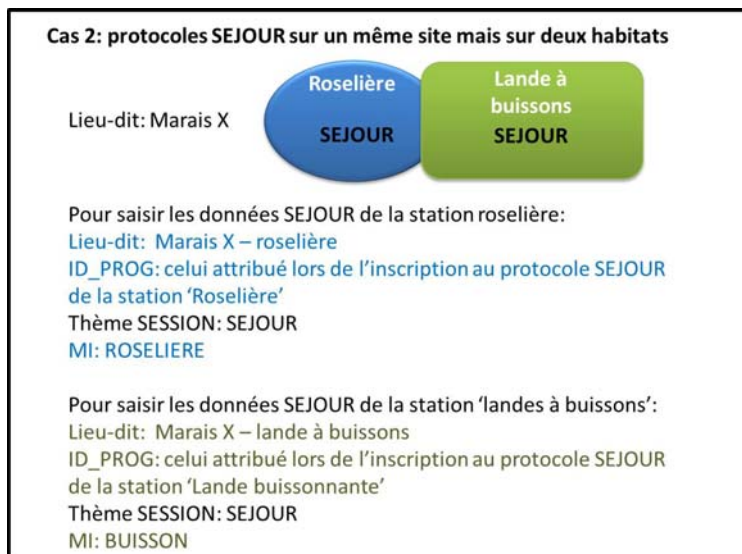 Cas 2: protocoles SEJOUR sur un même site mais sur deux habitats
Roselière
Lande à
buissons
Lieu-dit: Marais X
SEJOUR
SEJOUR
Pour saisir les données SEJOUR de la station roselière:
Lieu-dit: Marais X – roselière
ID_PROG: celui attribué lors de l'inscription au protocole SEJOUR
de la station 'Roselière'
Thème SESSION: SEJOUR
MI: ROSELIERE
Pour saisir les données SEJOUR de la station 'landes à buissons':
Lieu-dit: Marais X – lande à buissons
ID_PROG: celui attribué lors de l'inscription au protocole SEJOUR
de la station 'Lande buissonnante'
Thème SESSION: SEJOUR
MI: BUISSON